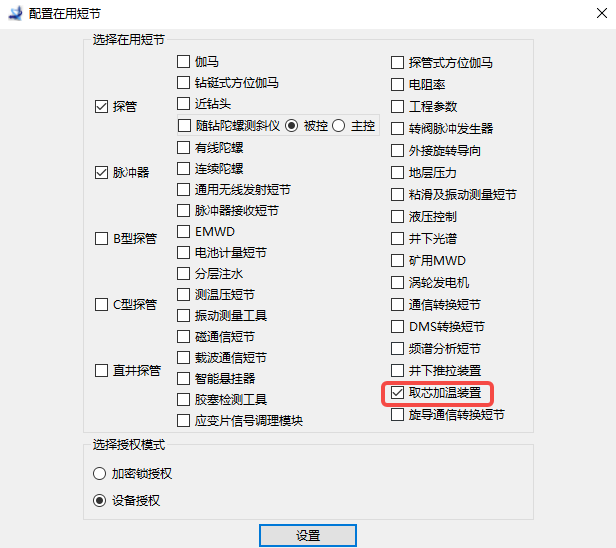 配置在用短节
选择在用短节
探管
脉冲器
B型探管
C型探管
直井探管
伽马
钻铤式方位伽马
近钻头
随钻陀螺测斜仪 被控 主控
有线陀螺
连续陀螺
通用无线发射短节
脉冲器接收短节
EMWD
电池计量短节
分层注水
测温压短节
振动测量工具
磁通信短节
载波通信短节
智能悬挂器
胶塞检测工具
应变片信号调理模块
探管式方位伽马
电阻率
工程参数
转阀脉冲发生器
外接旋转导向
地层压力
粘滑及振动测量短节
液压控制
井下光谱
矿用MWD
涡轮发电机
通信转换短节
DMS转换短节
频谱分析短节
井下推拉装置
取芯加温装置
旋导通信转换短节
选择授权模式
加密锁授权
设备授权
设置